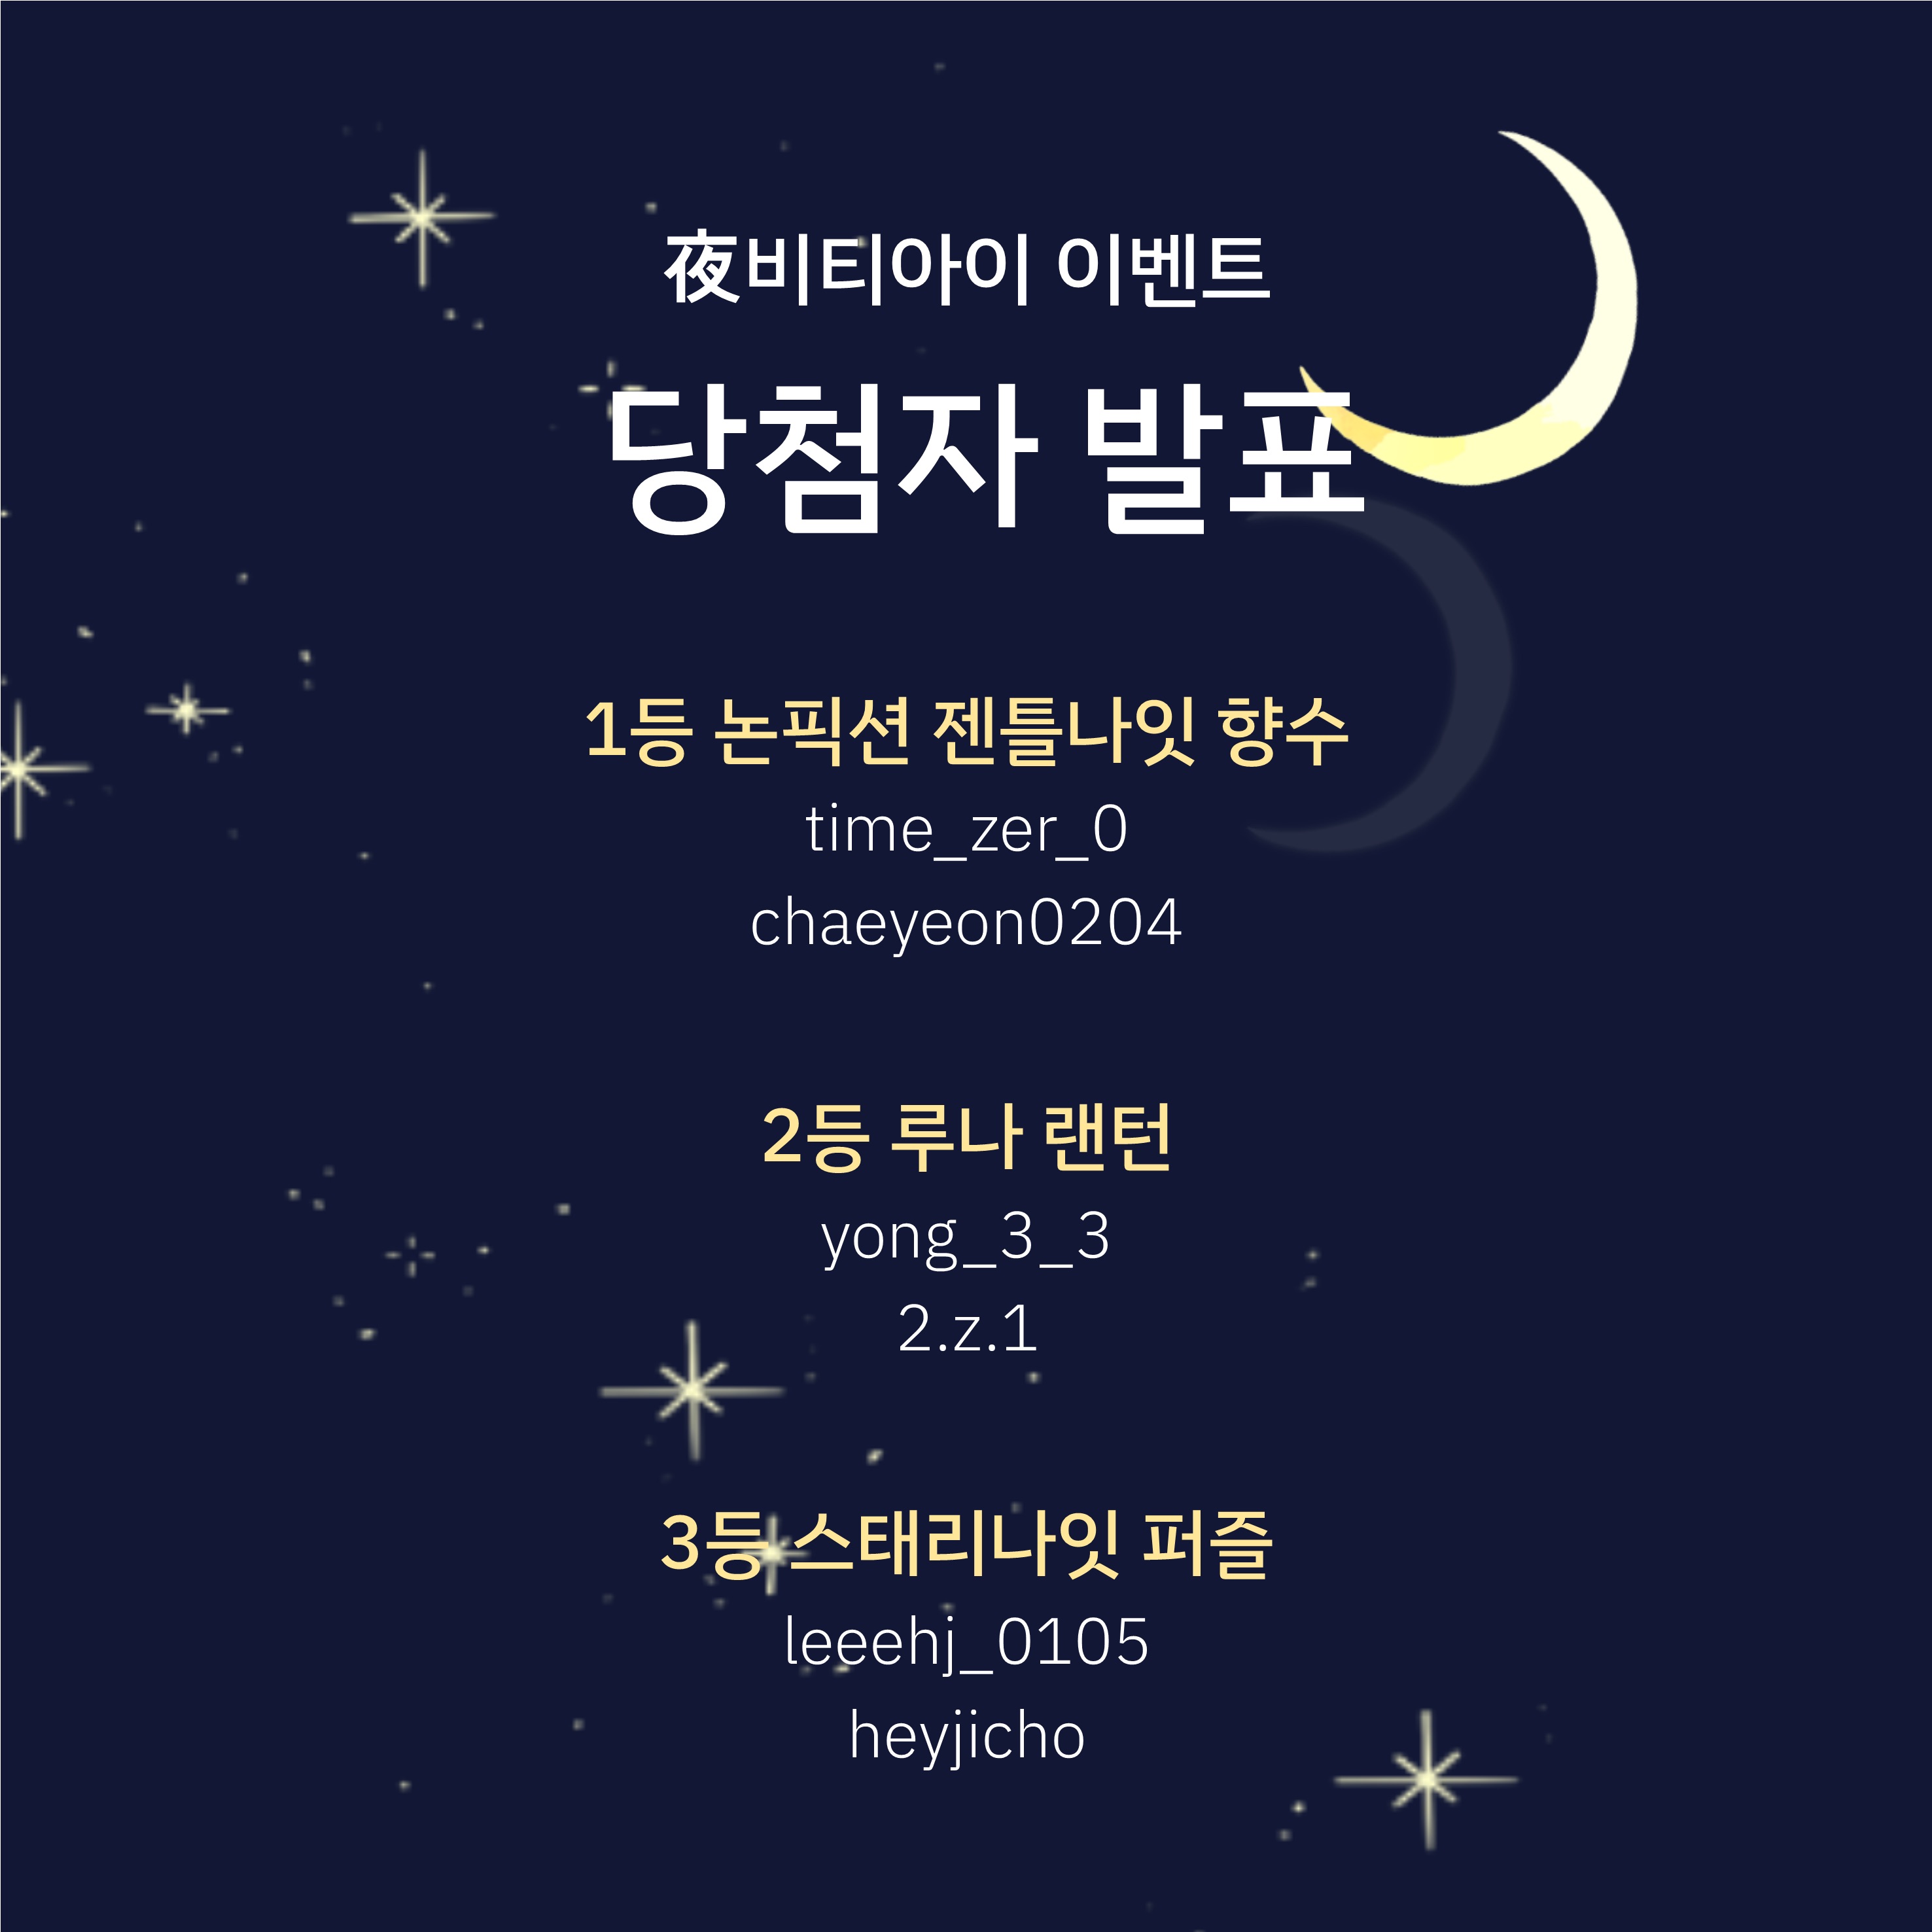 夜비티아이 이벤트
당첨자 발표
1등 논픽션 젠틀나잇 향수
time_zer_0
chaeyeon0204
2등 루나 랜턴
yong_3_3
2.z.1
3등 스태리나잇 퍼즐
leeehj_0105
heyjicho